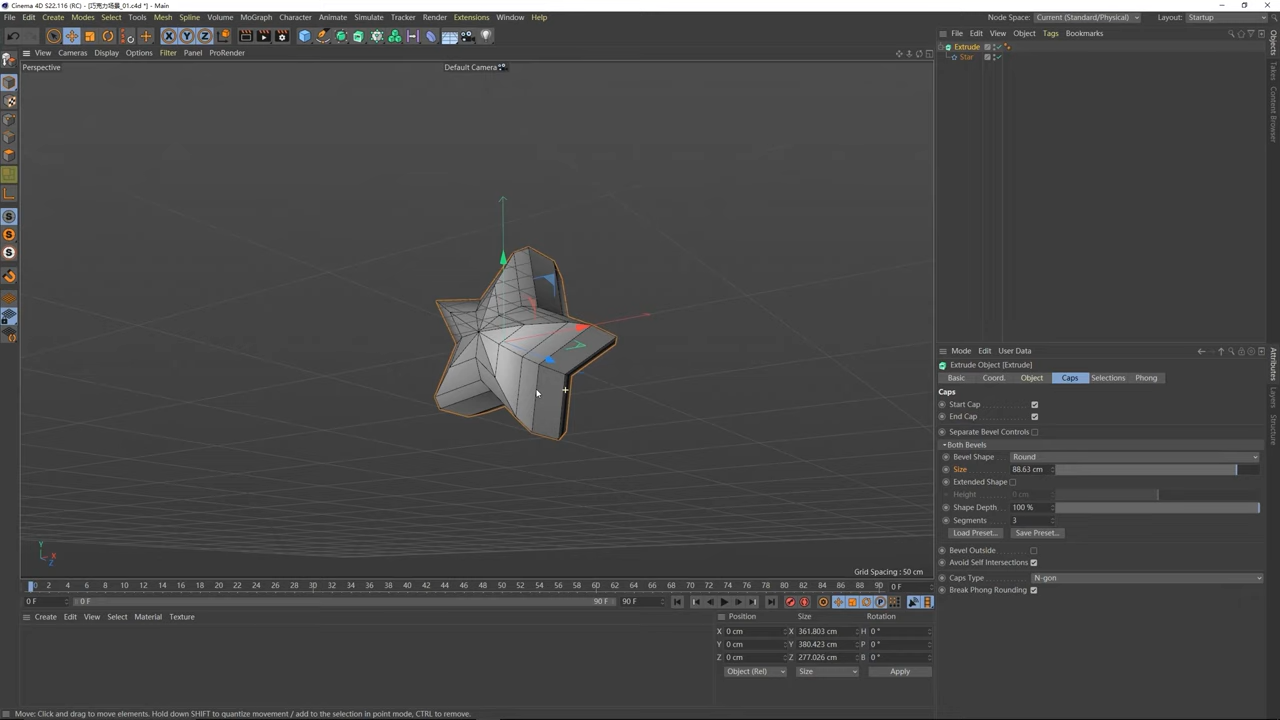 Cinema 4D S22.116 (RC) - [巧克力场景_01.c4d *] - Main
File Edit Create Modes Select Tools Spline Mesh Volume MoGraph Character Animate Simulate Tracker Render Extensions Window Help
Node Space: Current (Standard/Physical) Layout: Startup
File Edit View Object Tags Bookmarks
View Cameras Display Options Filter Panel ProRender
Extrude
Star
Perspective
Default Camera
Objects
Takes
Content Browser
Mode Edit User Data
Extrude Object [Extrude]
Basic Coord. Object Caps Selections Phong
Caps
Start Cap
End Cap
Separate Bevel Controls
Both Bevels
Bevel Shape Round
Size 88.63 cm
Extended Shape
Height 0 cm
Shape Depth 100 %
Segments 3
Load Preset... Save Preset...
Bevel Outside
Avoid Self Intersections
Caps Type N-gon
Break Phong Rounding
Attributes
Layers
Structure
Y
X
Z
Grid Spacing : 50 cm
0 2 4 6 8 10 12 14 16 18 20 22 24 26 28 30 32 34 36 38 40 42 44 46 48 50 52 54 56 58 60 62 64 66 68 70 72 74 76 78 80 82 84 86 88 90 0 F
0 F 0 F 90 F 90 F
Create Edit View Select Material Texture
Position Size Rotation
X 0 cm X 361.803 cm H 0 °
Y 0 cm Y 380.423 cm P 0 °
Z 0 cm Z 277.026 cm B 0 °
Object (Rel) Size Apply
Move: Click and drag to move elements. Hold down SHIFT to quantize movement / add to the selection in point mode, CTRL to remove.